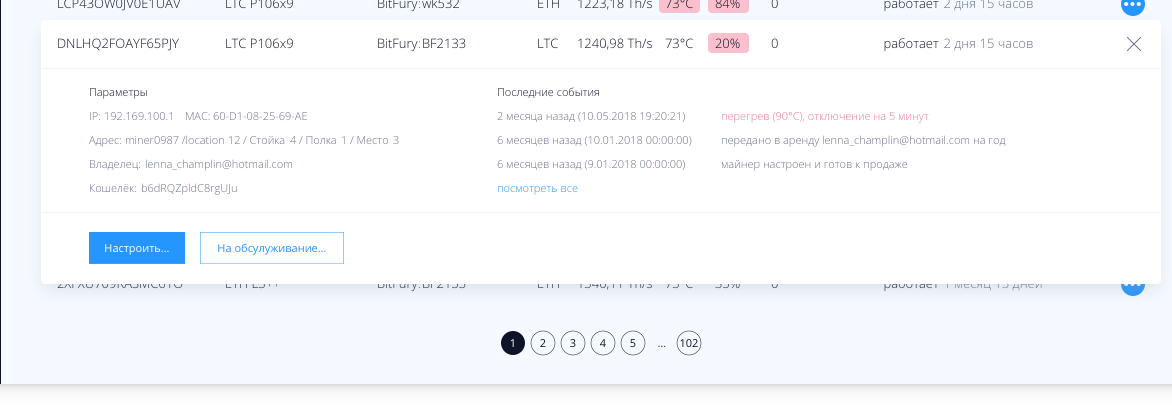 LCP43OW0JV0E1UAV LTC P106x9 BitFury:wk532 ETH 1223,18 Th/s 73°C 84% 0 работает 2 дня 15 часов
DNLHQ2FOAYF65PJY LTC P106x9 BitFury:BF2133 LTC 1240,98 Th/s 73°C 20% 0 работает 2 дня 15 часов
Параметры Последние события
IP: 192.169.100.1 MAC: 60-D1-08-25-69-AE 2 месяца назад (10.05.2018 19:20:21) перегрев (90°C), отключение на 5 минут
Адрес: miner0987 /location 12 / Стойка 4 / Полка 1 / Место 3 6 месяцев назад (10.01.2018 00:00:00) передано в аренду lenna_champlin@hotmail.com на год
Владелец: lenna_champlin@hotmail.com 6 месяцев назад (9.01.2018 00:00:00) майнер настроен и готов к продаже
Кошелёк: b6dRQZpldC8rgUJu посмотреть все
Настроить... На обсулуживание...
BitFury:BF2133 ETH Th/s 0 работает 1 месяц 15 дней
1 2 3 4 5 ... 102